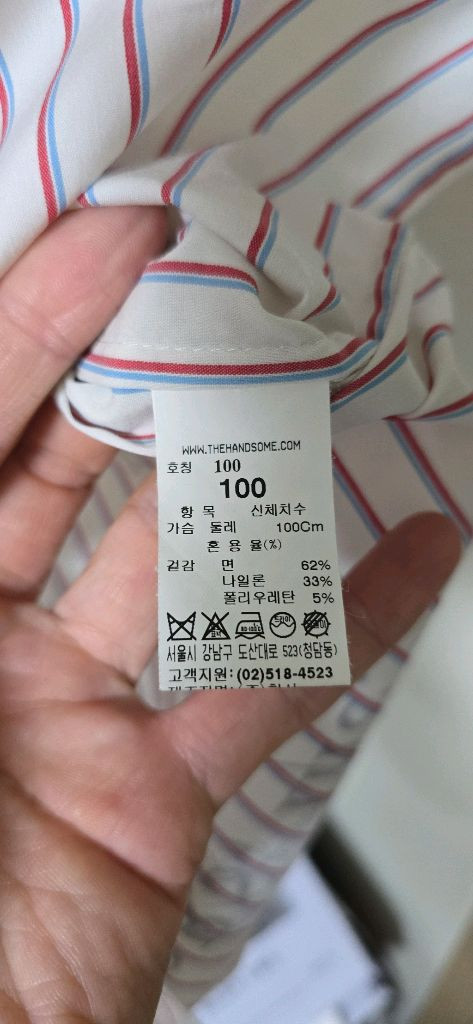 WWW.THEHANDSOME.COM
호칭 100
100
항 목 신체치수
가슴 둘레 100Cm
혼 용 율(%)
겉감 면 62%
나일론 33%
폴리우레탄 5%
서울시 강남구 도산대로 523(청담동)
고객지원:(02)518-4523